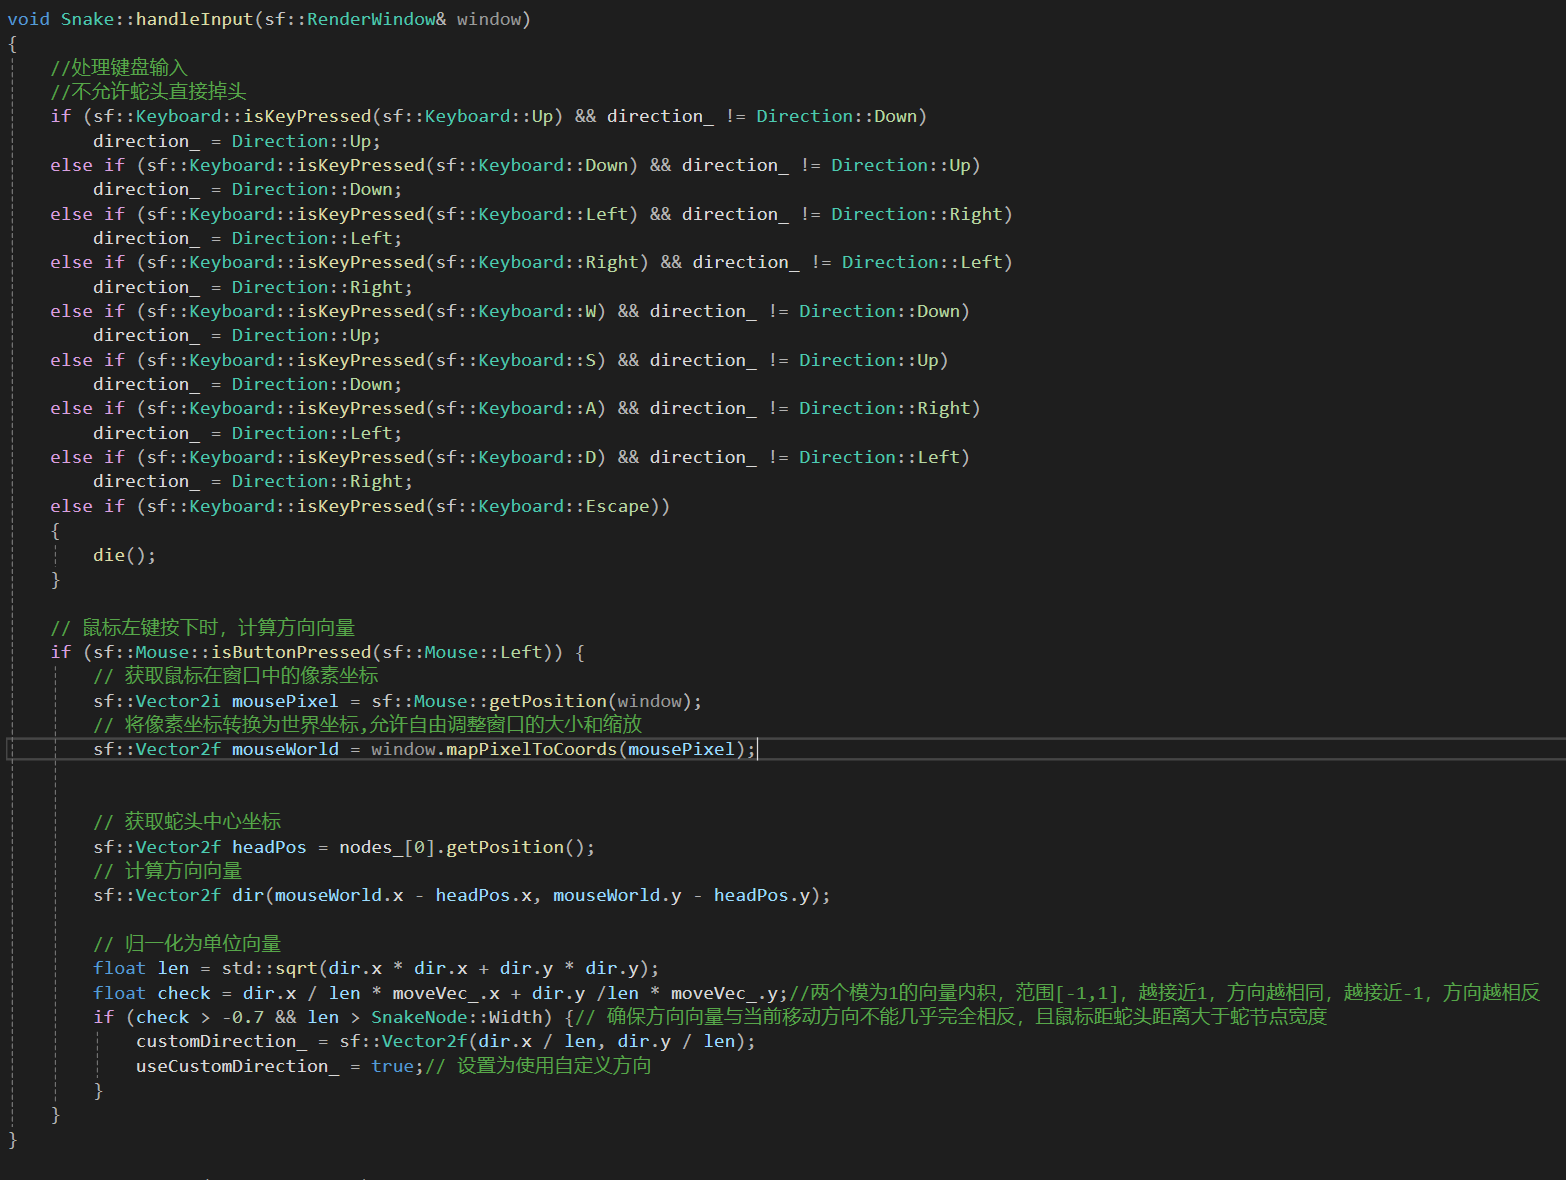 void Snake::handleInput(sf::RenderWindow& window)
{
    //处理键盘输入
    //不允许蛇头直接掉头
    if (sf::Keyboard::isKeyPressed(sf::Keyboard::Up) && direction_ != Direction::Down)
        direction_ = Direction::Up;
    else if (sf::Keyboard::isKeyPressed(sf::Keyboard::Down) && direction_ != Direction::Up)
        direction_ = Direction::Down;
    else if (sf::Keyboard::isKeyPressed(sf::Keyboard::Left) && direction_ != Direction::Right)
        direction_ = Direction::Left;
    else if (sf::Keyboard::isKeyPressed(sf::Keyboard::Right) && direction_ != Direction::Left)
        direction_ = Direction::Right;
    else if (sf::Keyboard::isKeyPressed(sf::Keyboard::W) && direction_ != Direction::Down)
        direction_ = Direction::Up;
    else if (sf::Keyboard::isKeyPressed(sf::Keyboard::S) && direction_ != Direction::Up)
        direction_ = Direction::Down;
    else if (sf::Keyboard::isKeyPressed(sf::Keyboard::A) && direction_ != Direction::Right)
        direction_ = Direction::Left;
    else if (sf::Keyboard::isKeyPressed(sf::Keyboard::D) && direction_ != Direction::Left)
        direction_ = Direction::Right;
    else if (sf::Keyboard::isKeyPressed(sf::Keyboard::Escape))
    {
        die();
    }
    // 鼠标左键按下时，计算方向向量
    if (sf::Mouse::isButtonPressed(sf::Mouse::Left)) {
        // 获取鼠标在窗口中的像素坐标
        sf::Vector2i mousePixel = sf::Mouse::getPosition(window);
        // 将像素坐标转换为世界坐标,允许自由调整窗口的大小和缩放
        sf::Vector2f mouseWorld = window.mapPixelToCoords(mousePixel);
        // 获取蛇头中心坐标
        sf::Vector2f headPos = nodes_[0].getPosition();
        // 计算方向向量
        sf::Vector2f dir(mouseWorld.x - headPos.x, mouseWorld.y - headPos.y);
        // 归一化为单位向量
        float len = std::sqrt(dir.x * dir.x + dir.y * dir.y);
        float check = dir.x / len * moveVec_.x + dir.y /len * moveVec_.y;//两个模为1的向量内积，范围[-1,1]，越接近1，方向越相同，越接近-1，方向越相反
        if (check > -0.7 && len > SnakeNode::Width) {// 确保方向向量与当前移动方向不能几乎完全相反，且鼠标距蛇头距离大于蛇节点宽度
            customDirection_ = sf::Vector2f(dir.x / len, dir.y / len);
            useCustomDirection_ = true;// 设置为使用自定义方向
        }
    }
}